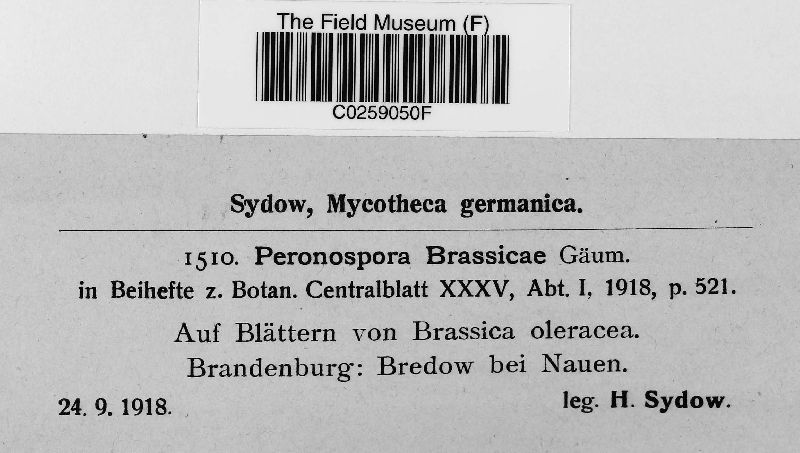 The Field Museum (F)
C0259050F
Sydow, Mycotheca germanica.
1510. Peronospora Brassicae Gäum.
in Beihefte z. Botan. Centralblatt XXXV, Abt. I, 1918, p. 521.
Auf Blättern von Brassica oleracea.
Brandenburg: Bredow bei Nauen.
24. 9. 1918. leg. H. Sydow.